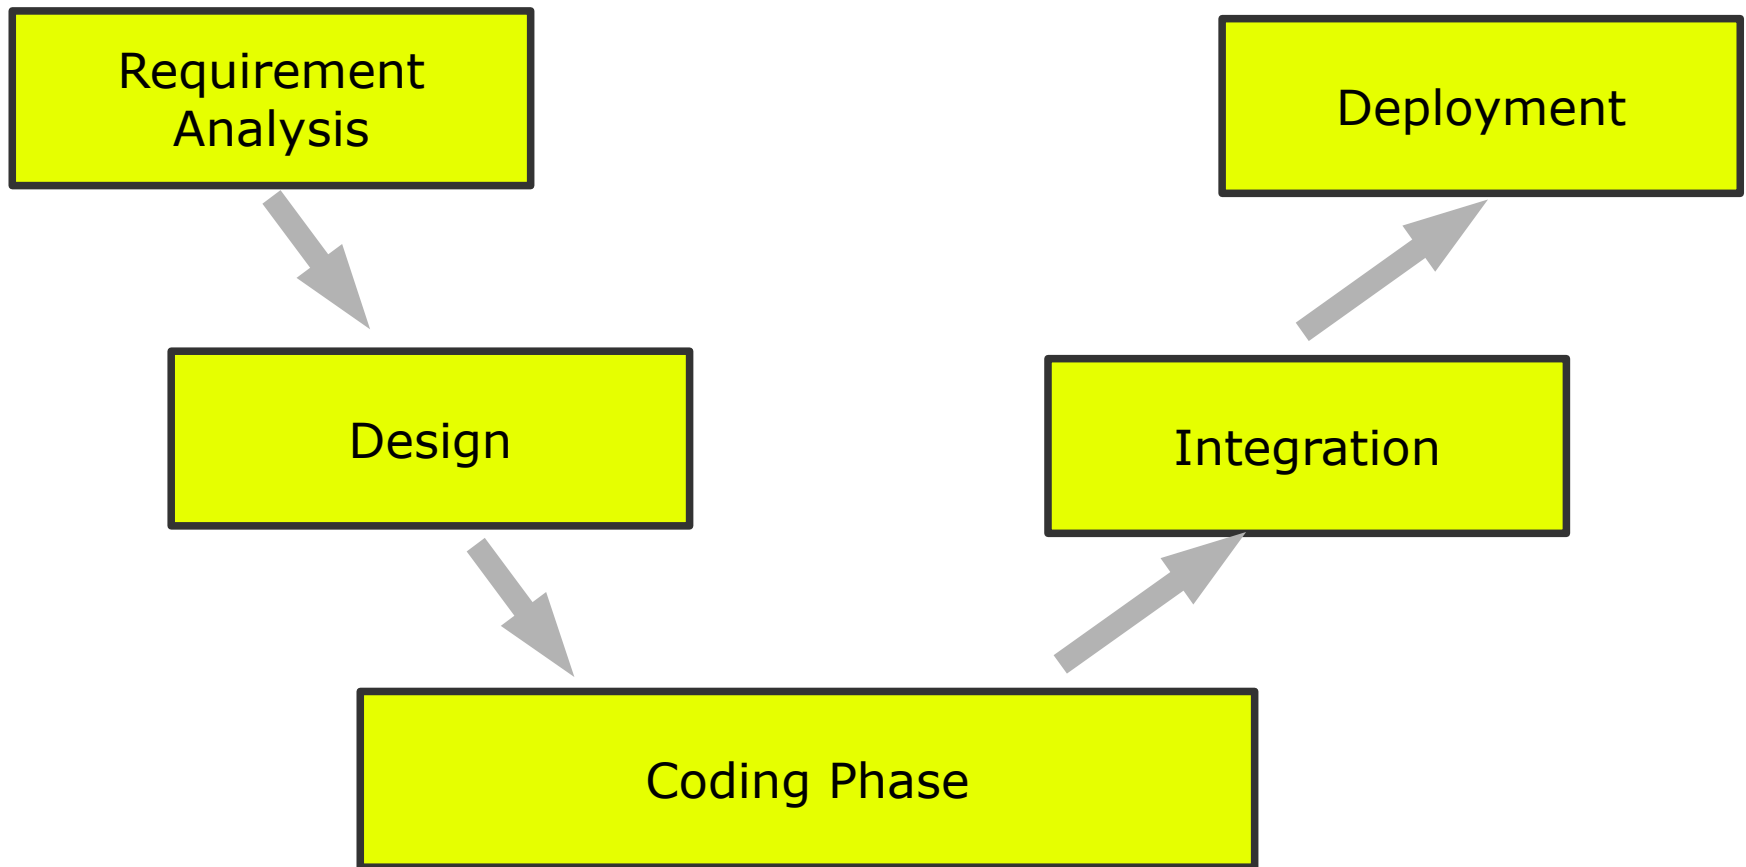 Requirement
Analysis
Deployment
Design
Integration
Coding Phase